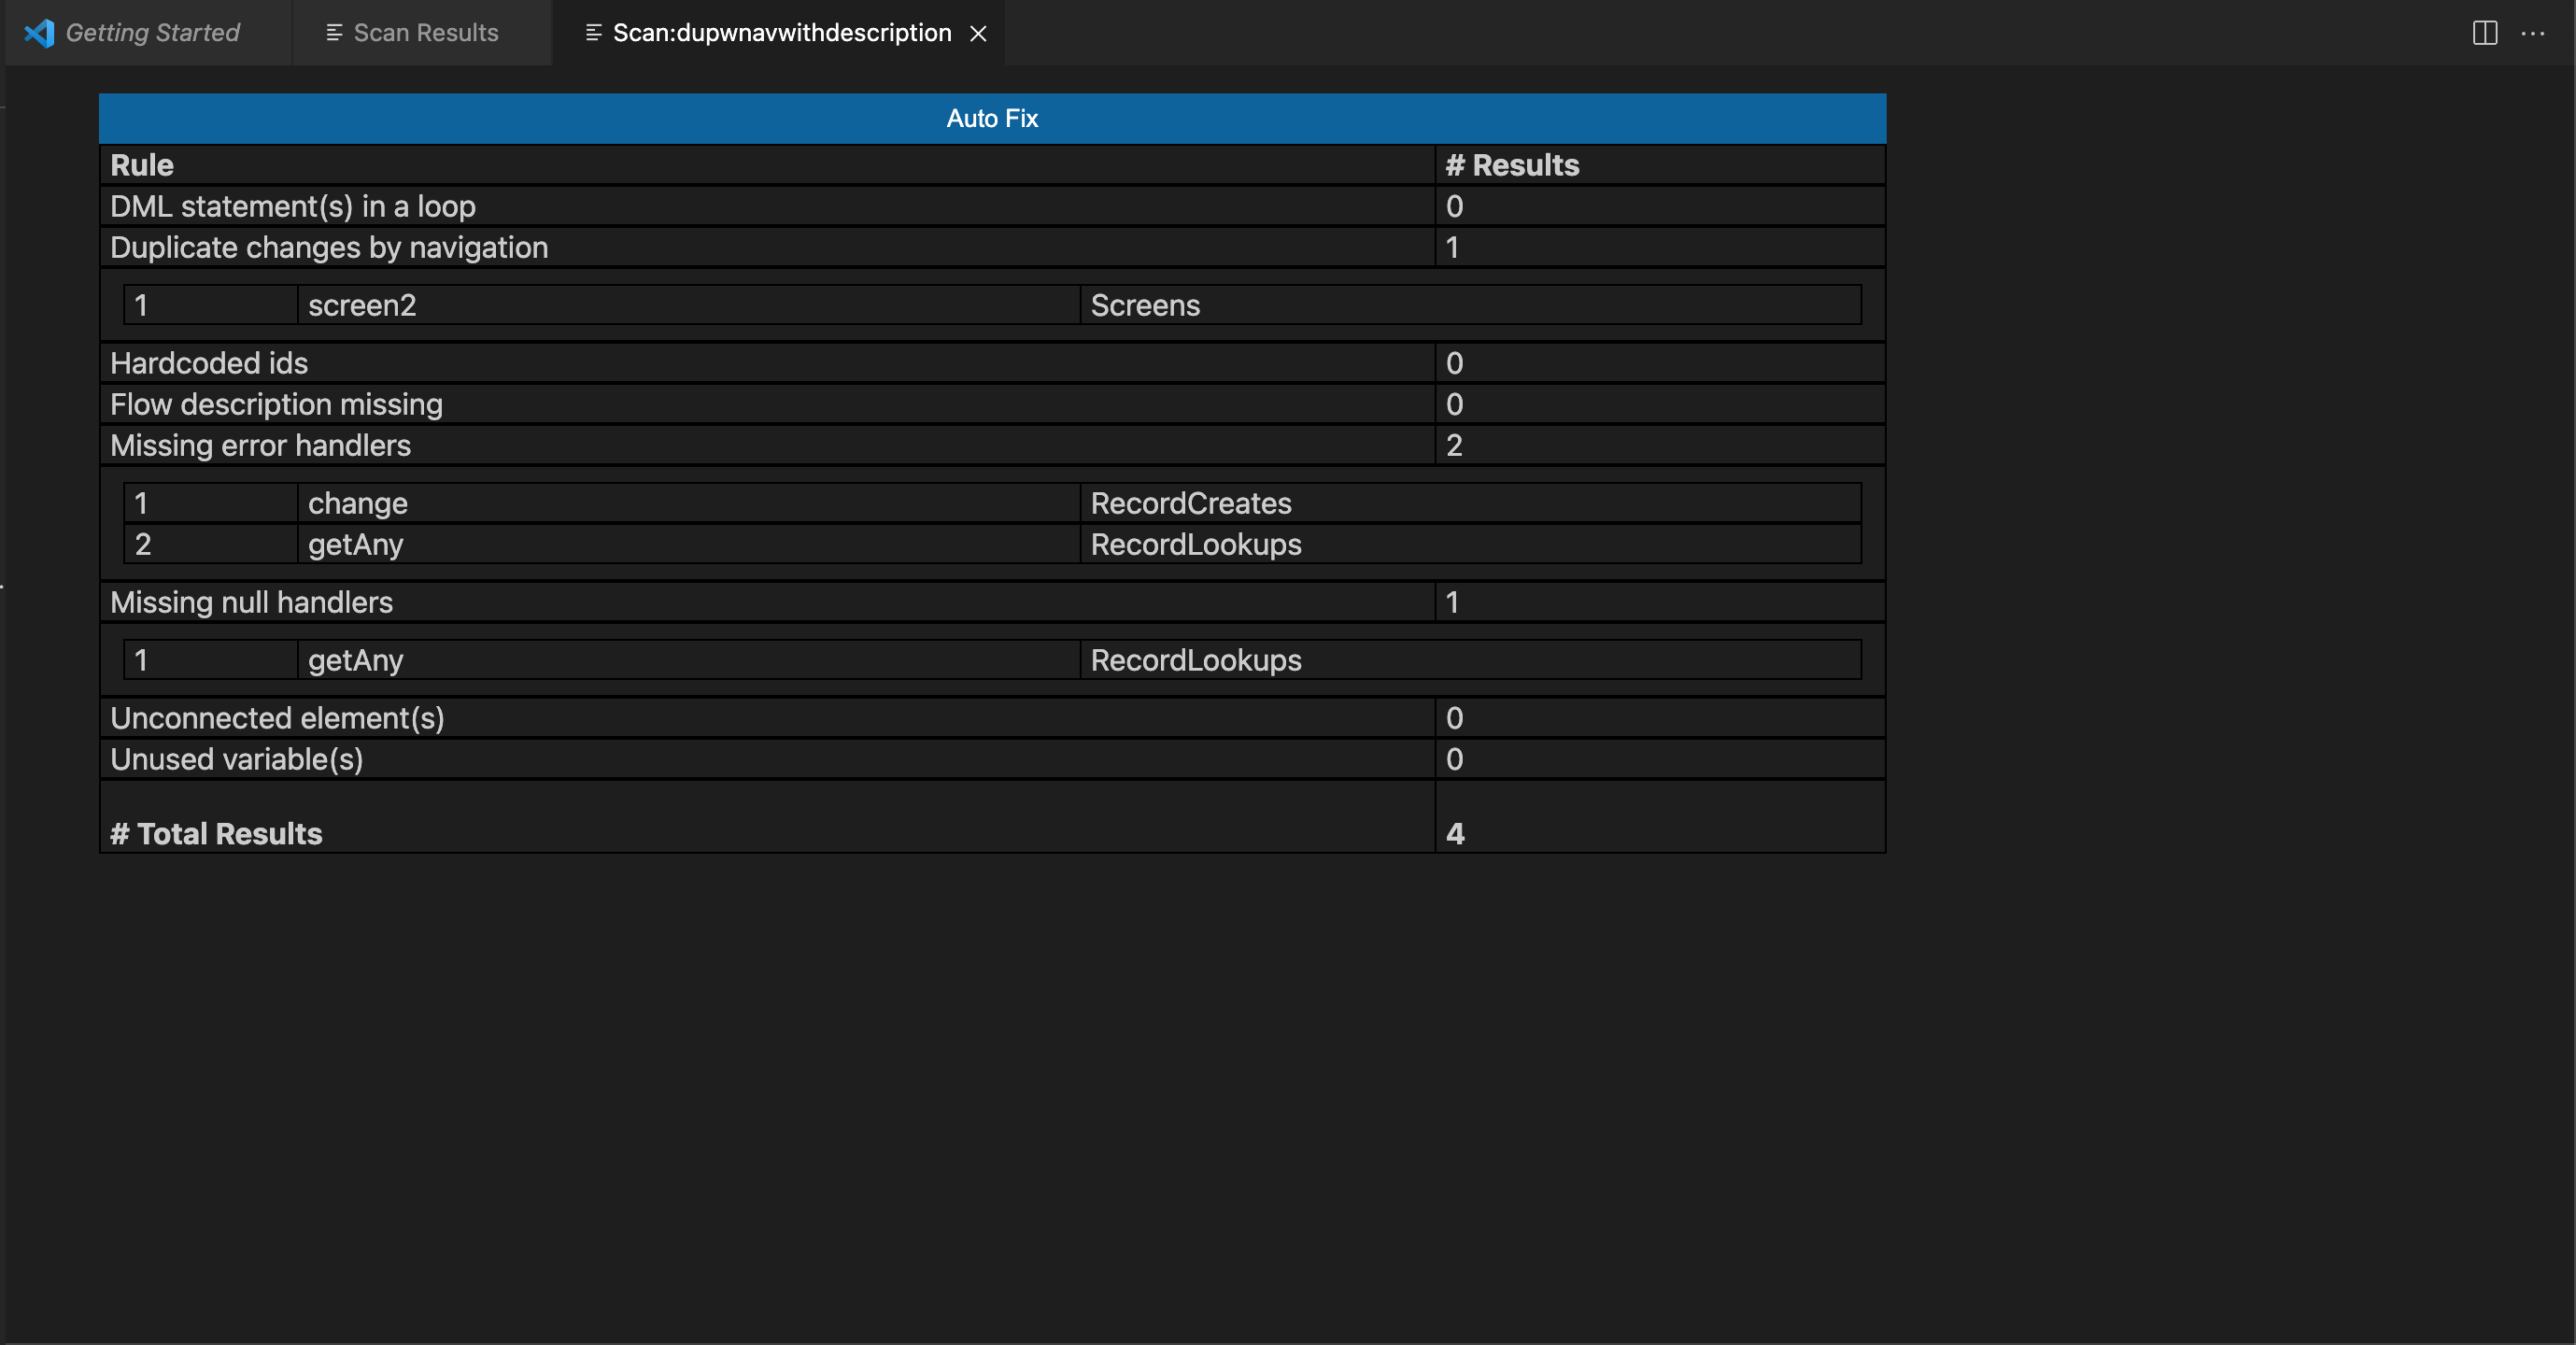 Getting Started Scan Results Scan:dupwnavwithdescription
Auto Fix
Rule # Results
DML statement(s) in a loop 0
Duplicate changes by navigation 1
1 screen2 Screens
Hardcoded ids 0
Flow description missing 0
Missing error handlers 2
1 change RecordCreates
2 getAny RecordLookups
Missing null handlers 1
1 getAny RecordLookups
Unconnected element(s) 0
Unused variable(s) 0
# Total Results 4